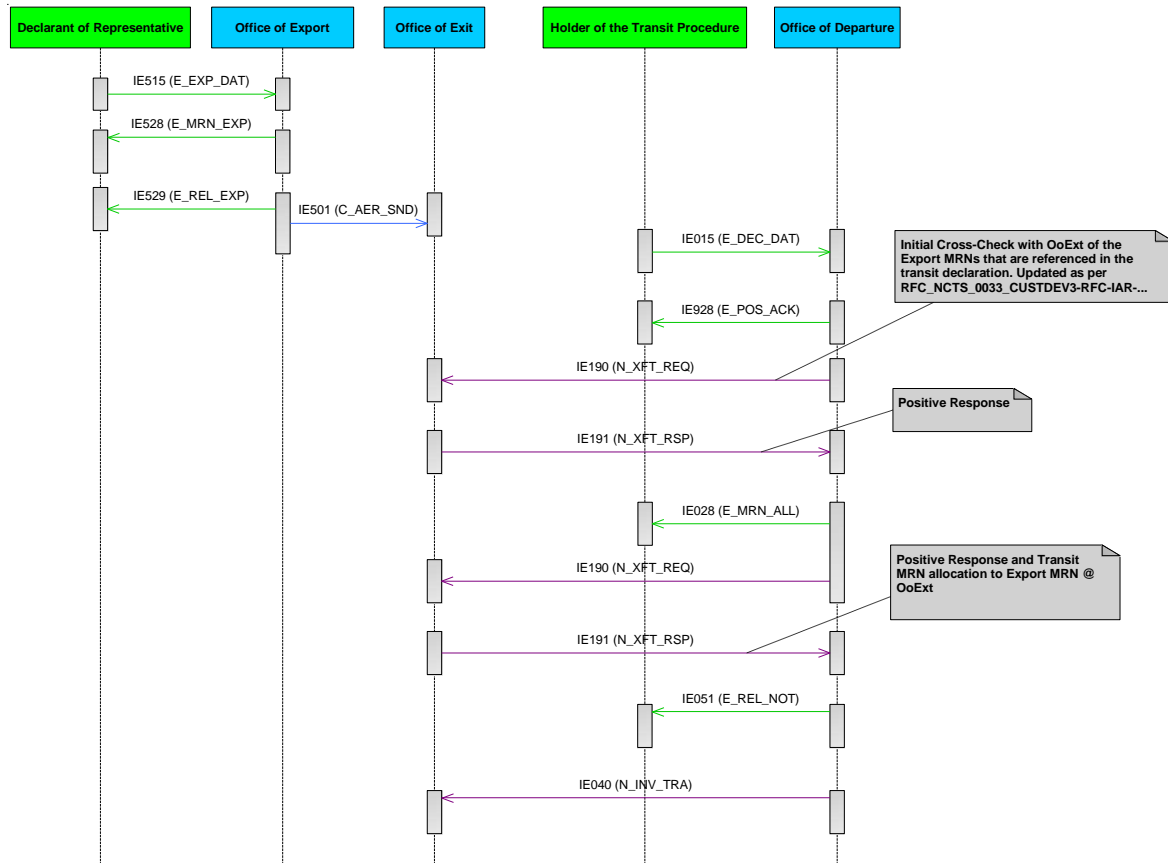 Declarant of Representative
Office of Export
Office of Exit
Holder of the Transit Procedure
Office of Departure
IE515 (E_EXP_DAT)
IE528 (E_MRN_EXP)
IE529 (E_REL_EXP)
IE501 (C_AER_SND)
IE015 (E_DEC_DAT)
Initial Cross-Check with OoExt of the
Export MRNs that are referenced in the
transit declaration. Updated as per
RFC_NCTS_0033_CUSTDEV3-RFC-IAR-...
IE928 (E_POS_ACK)
IE190 (N_XFT_REQ)
Positive Response
IE191 (N_XFT_RSP)
IE028 (E_MRN_ALL)
Positive Response and Transit
MRN allocation to Export MRN @
OoExt
IE190 (N_XFT_REQ)
IE191 (N_XFT_RSP)
IE051 (E_REL_NOT)
IE040 (N_INV_TRA)